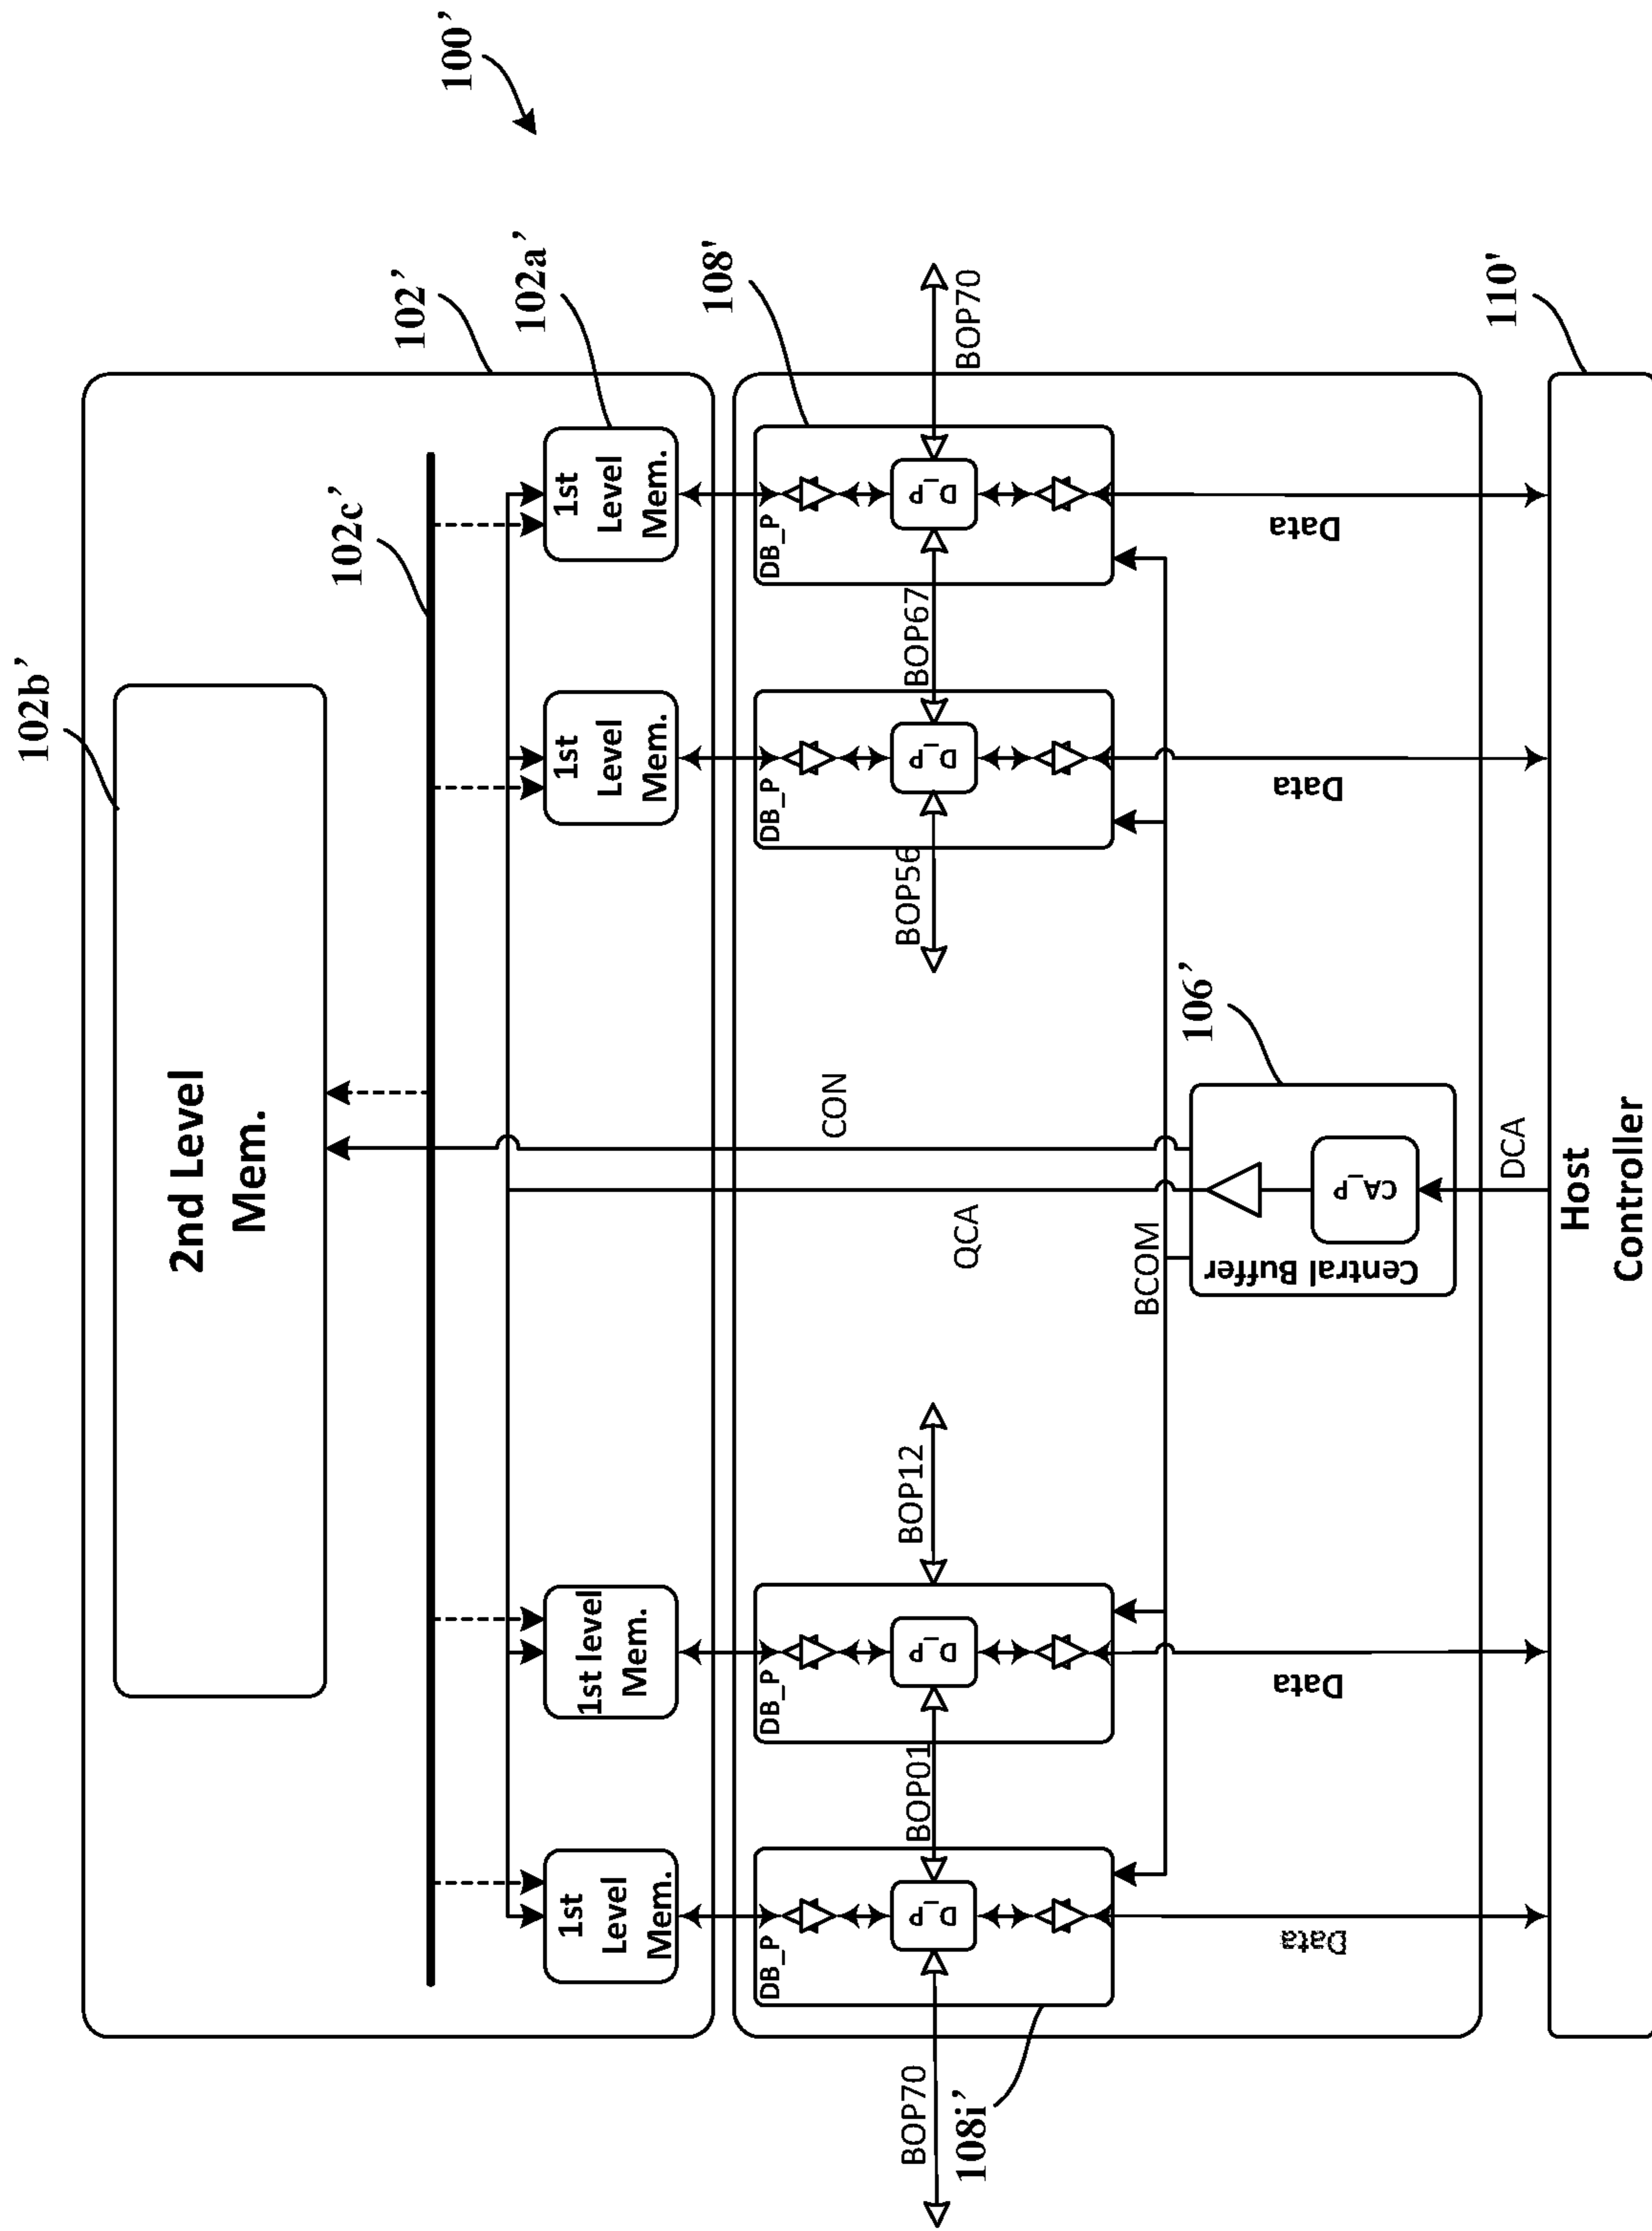 100’
102b’
102’
102c’
102a’
2nd Level
Mem.
1st
Level
Mem.
1st level
Mem.
1st
Level
Mem.
1st
Level
Mem.
108'
CON
QCA
DB_P
DB_P
DB_P
DB_P
BOP70
D_P
BOP01
D_P
BOP12
BOP56
D_P
BOP67
D_P
BOP70
108i’
BCOM
106’
Central Buffer
CA_P
Data
Data
Data
Data
DCA
110'
Host
Controller